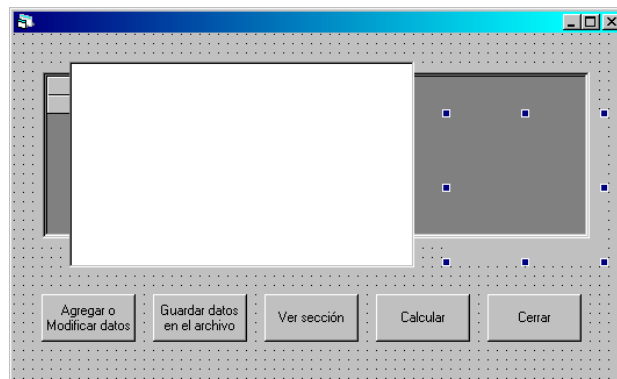 Agregar o
Modificar datos
Guardar datos
en el archivo
Ver sección
Calcular
Cerrar